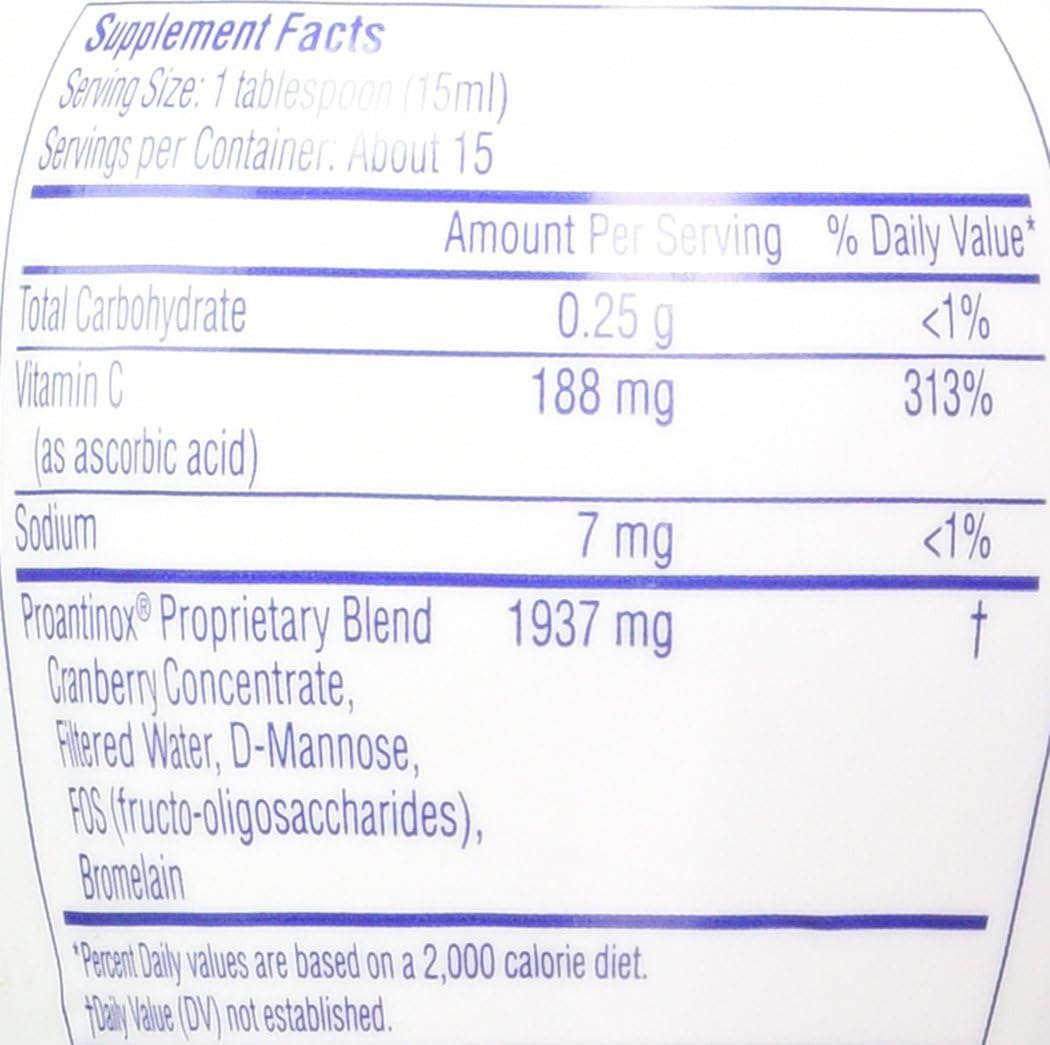 Supplement Facts
Serving Size: 1 tablespoon (15ml)
Servings per Container: About 15
Amount Per Serving % Daily Value*
Total Carbohydrate 0.25 g <1%
Vitamin C 188 mg 313%
(as ascorbic acid)
Sodium 7 mg <1%
Proantinox® Proprietary Blend 1937 mg †
Cranberry Concentrate,
Filtered Water, D-Mannose,
FOS (fructo-oligosaccharides),
Bromelain
*Percent Daily values are based on a 2,000 calorie diet.
†Daily Value (DV) not established.